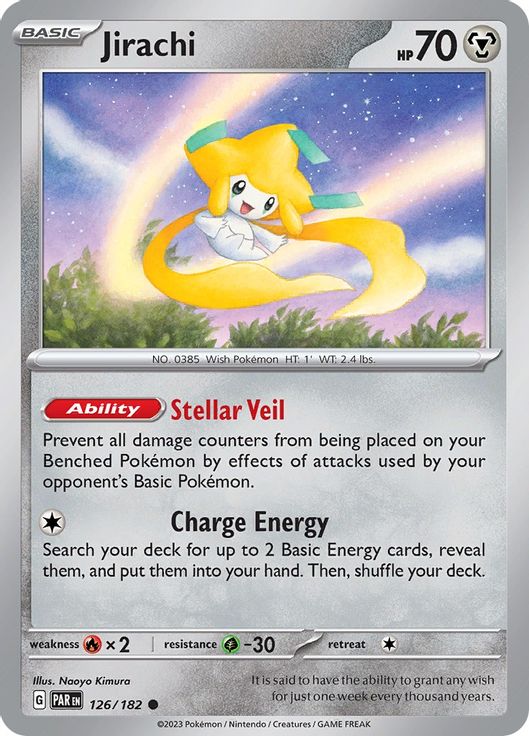 BASIC
Jirachi
HP 70
NO. 0385 Wish Pokémon HT: 1' WT: 2.4 lbs.
Ability Stellar Veil
Prevent all damage counters from being placed on your
Benched Pokémon by effects of attacks used by your
opponent's Basic Pokémon.
Charge Energy
Search your deck for up to 2 Basic Energy cards, reveal
them, and put them into your hand. Then, shuffle your deck.
weakness ×2 resistance -30 retreat
Illus. Naoyo Kimura
It is said to have the ability to grant any wish
for just one week every thousand years.
G PAR EN 126/182
©2023 Pokémon / Nintendo / Creatures / GAME FREAK